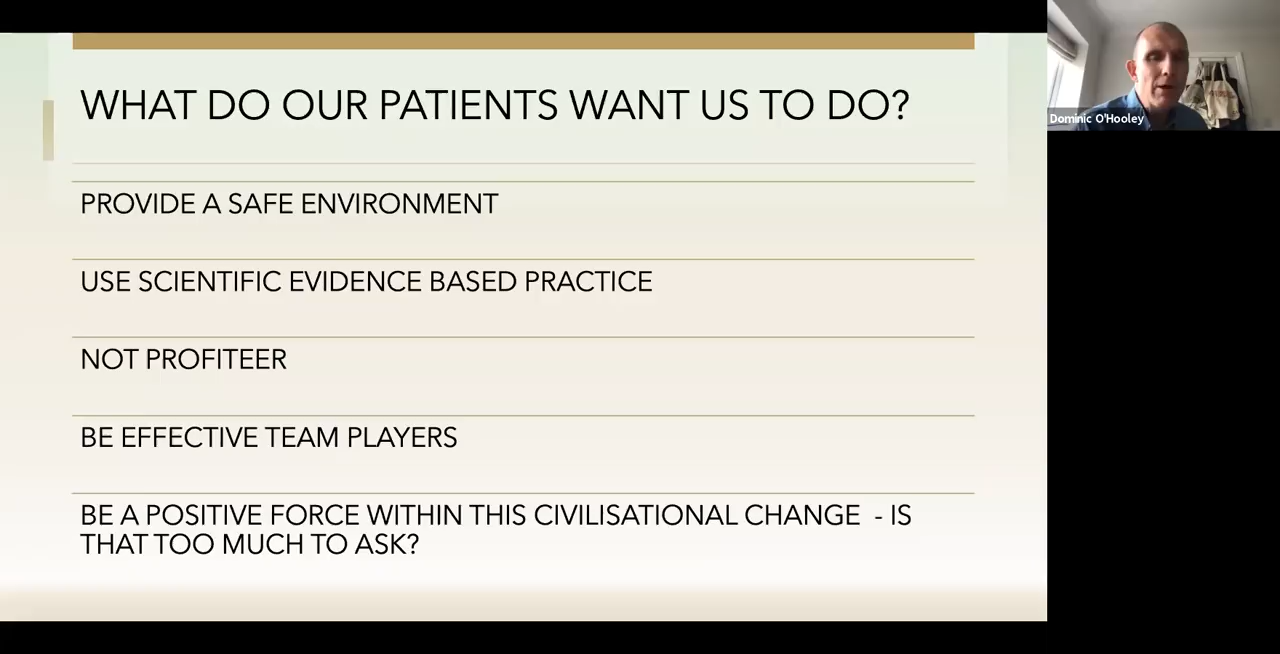 WHAT DO OUR PATIENTS WANT US TO DO?
Dominic O'Hooley
PROVIDE A SAFE ENVIRONMENT
USE SCIENTIFIC EVIDENCE BASED PRACTICE
NOT PROFITEER
BE EFFECTIVE TEAM PLAYERS
BE A POSITIVE FORCE WITHIN THIS CIVILISATIONAL CHANGE - IS
THAT TOO MUCH TO ASK?